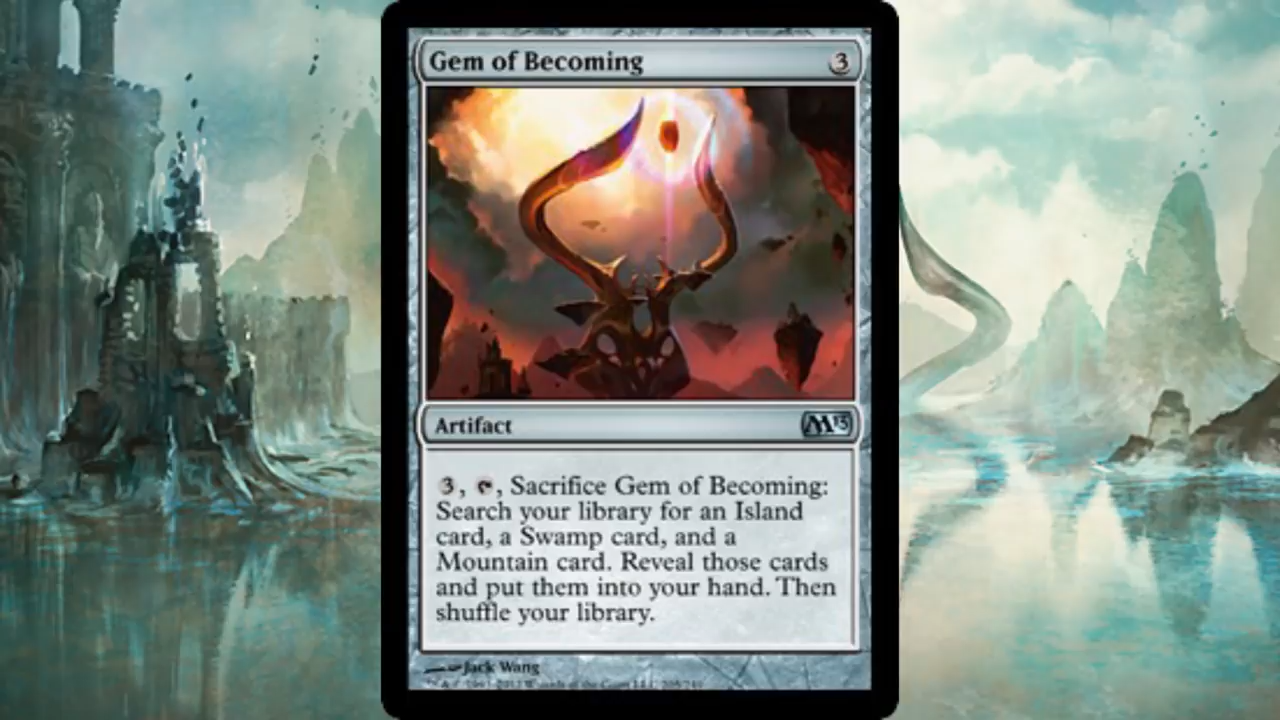 Gem of Becoming 3
Artifact M13
3, , Sacrifice Gem of Becoming:
Search your library for an Island
card, a Swamp card, and a
Mountain card. Reveal those cards
and put them into your hand. Then
shuffle your library.
Jack Wang